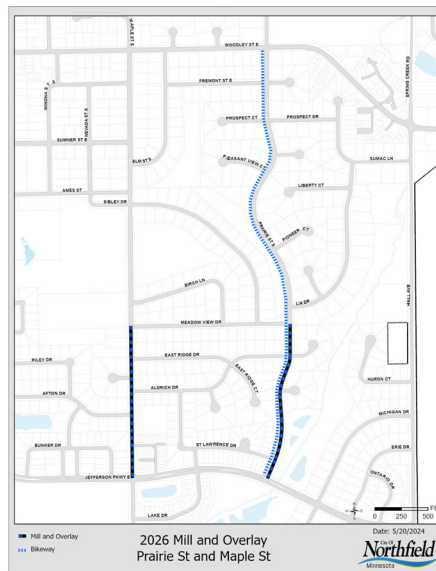 MAPLE ST S
WOODLEY ST E
SPRING CREEK RD
WINONA ST S
NEVADA ST S
FREMONT ST E
PROSPECT CT
PROSPECT DR
SUMNER ST E
ELM ST S
PLEASANT VIEW CT
SUMAC LN
AMES ST
LIBERTY CT
SIBLEY DR
PRAIRIE ST S
PIONEER CT
BIRCH LN
LIA DR
HALL AVE
MEADOW VIEW DR
RILEY DR
EAST RIDGE DR
EAST RIDGE CT
HURON CT
AFTON DR
ALDRICH DR
MICHIGAN DR
BUNKER DR
ST LAWRENCE DR
ERIE DR
JEFFERSON PKWY E
ONTARIO DR
LAKE DR
0 250 500 Ft
Mill and Overlay
Bikeway
2026 Mill and Overlay
Prairie St and Maple St
Date: 5/20/2024
City Of
Northfield
Minnesota